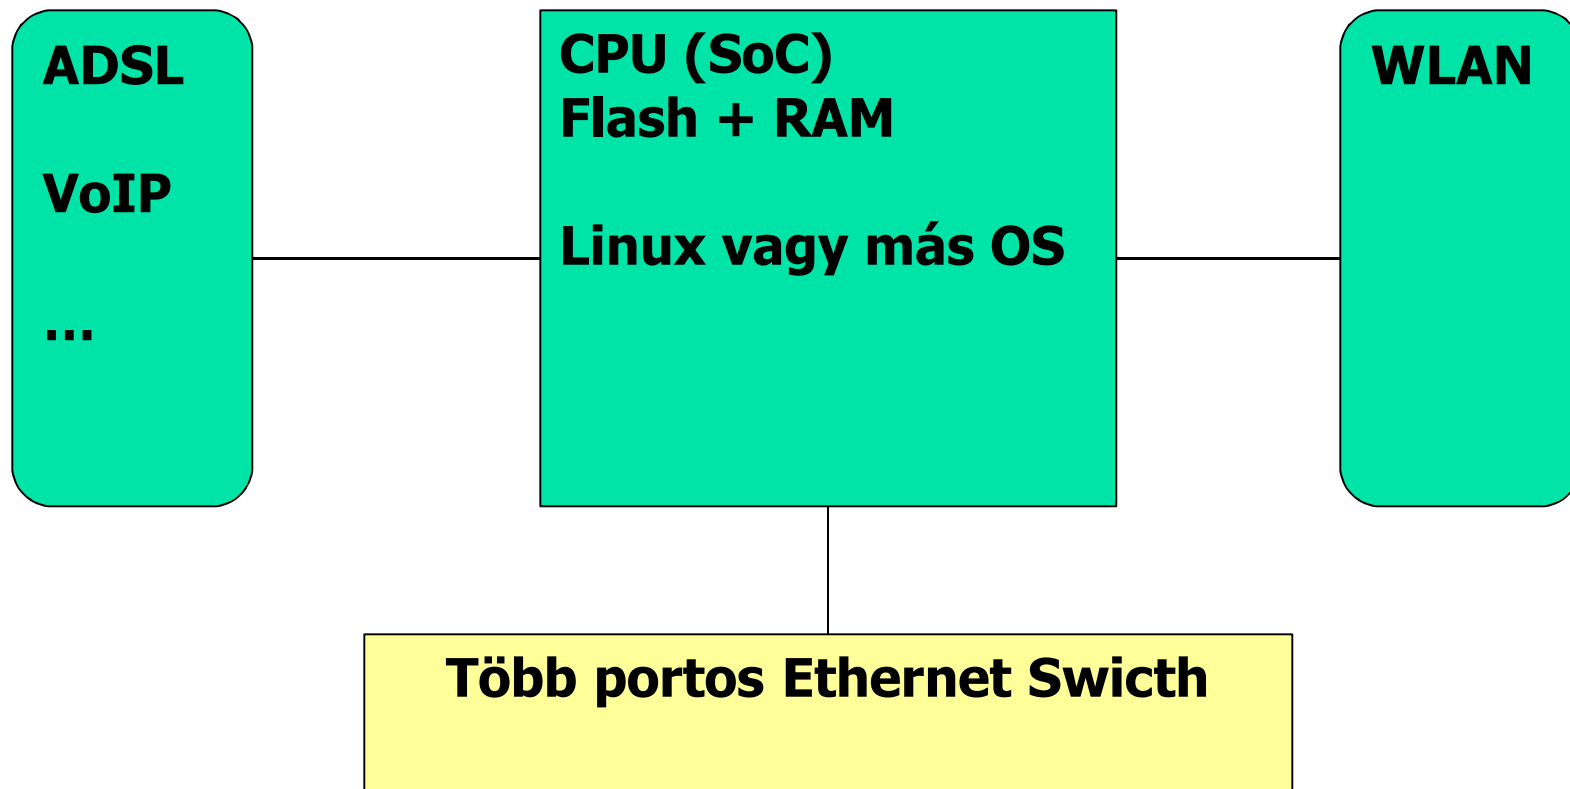 ADSL
VoIP
...
CPU (SoC)
Flash + RAM
Linux vagy más OS
WLAN
Több portos Ethernet Swicth